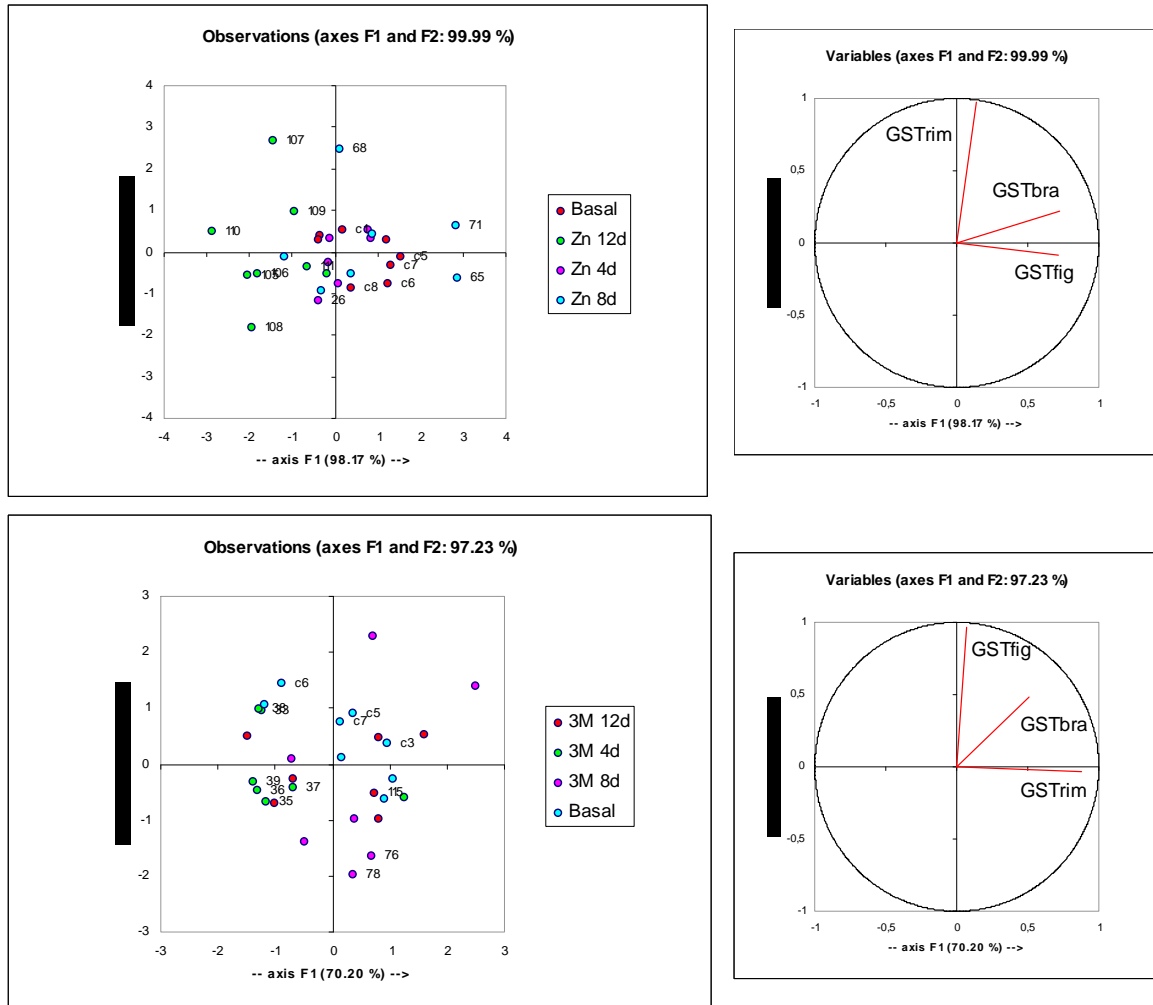 Observations (axes F1 and F2: 99.99 %)
4
3
2
1
0
-1
-2
-3
-4
107
68
109
110
c1
71
c5
c7
111
106
105
65
c6
c8
26
108
-4 -3 -2 -1 0 1 2 3 4
-- axis F1 (98.17 %) -->
Basal
Zn 12d
Zn 4d
Zn 8d
Variables (axes F1 and F2: 99.99 %)
1
0,5
0
-0,5
-1
GSTrim
GSTbra
GSTfig
-1 -0,5 0 0,5 1
-- axis F1 (98.17 %) -->
Observations (axes F1 and F2: 97.23 %)
3
2
1
0
-1
-2
-3
c6
38
33
c5
c7
c3
39
36
37
35
115
76
78
-3 -2 -1 0 1 2 3
-- axis F1 (70.20 %) -->
3M 12d
3M 4d
3M 8d
Basal
Variables (axes F1 and F2: 97.23 %)
1
0,5
0
-0,5
-1
GSTfig
GSTbra
GSTrim
-1 -0,5 0 0,5 1
-- axis F1 (70.20 %) -->